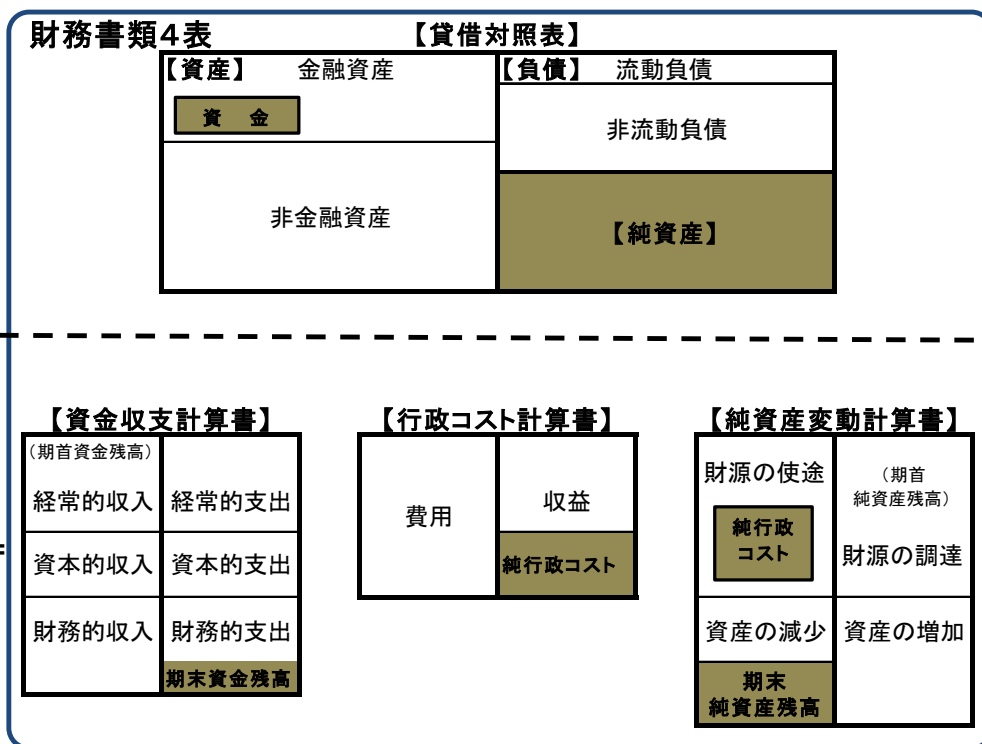 財務書類4表
【貸借対照表】
【資産】 金融資産
資 金
非金融資産
【負債】 流動負債
非流動負債
【純資産】
【資金収支計算書】
(期首資金残高)
経常的収入 経常的支出
資本的収入 資本的支出
財務的収入 財務的支出
期末資金残高
【行政コスト計算書】
費用
収益
純行政コスト
【純資産変動計算書】
財源の使途
純行政
コスト
(期首
純資産残高)
財源の調達
資産の減少 資産の増加
期末
純資産残高